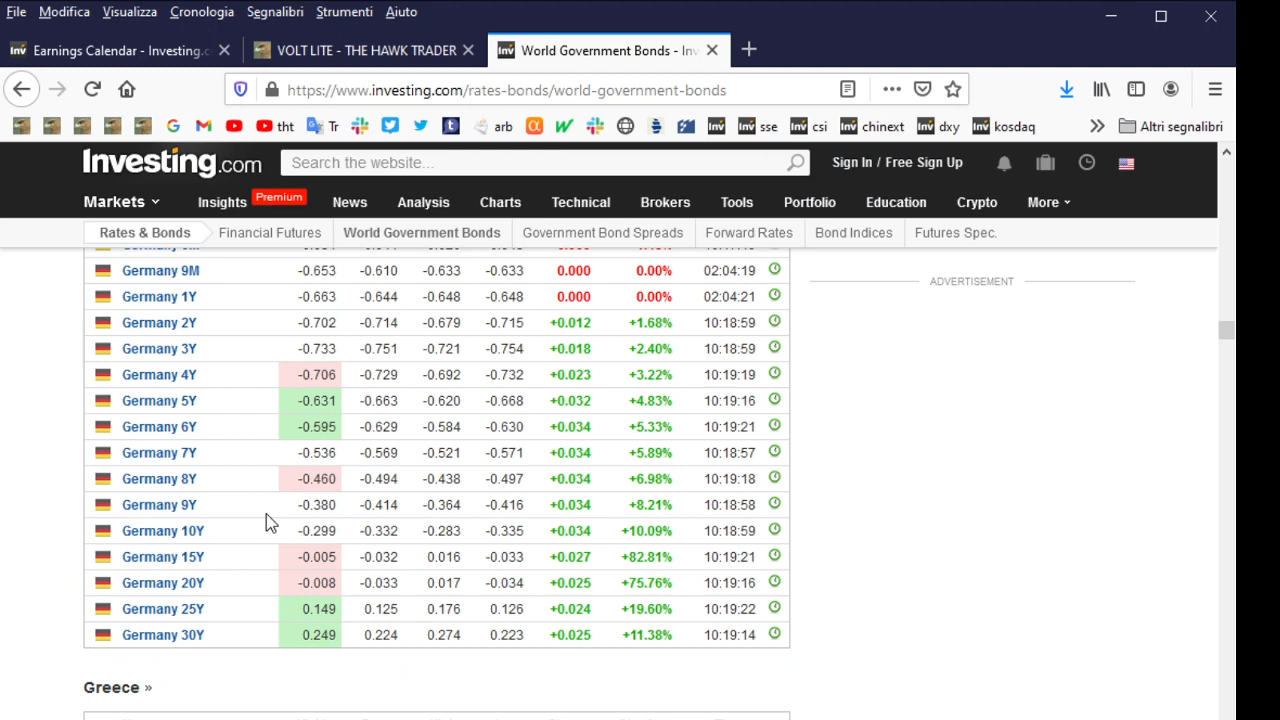 File Modifica Visualizza Cronologia Segnalibri Strumenti Aiuto
Earnings Calendar - Investing.c
VOLT LITE - THE HAWK TRADER
World Government Bonds - Inv
https://www.investing.com/rates-bonds/world-government-bonds
tht Tr t arb inv sse csi chinext dxy kosdaq Altri segnalibri
Investing.com Search the website... Sign In / Free Sign Up
Markets Insights Premium News Analysis Charts Technical Brokers Tools Portfolio Education Crypto More
Rates & Bonds Financial Futures World Government Bonds Government Bond Spreads Forward Rates Bond Indices Futures Spec.
Germany 9M -0.653 -0.610 -0.633 -0.633 0.000 0.00% 02:04:19
ADVERTISEMENT
Germany 1Y -0.663 -0.644 -0.648 -0.648 0.000 0.00% 02:04:21
Germany 2Y -0.702 -0.714 -0.679 -0.715 +0.012 +1.68% 10:18:59
Germany 3Y -0.733 -0.751 -0.721 -0.754 +0.018 +2.40% 10:18:59
Germany 4Y -0.706 -0.729 -0.692 -0.732 +0.023 +3.22% 10:19:19
Germany 5Y -0.631 -0.663 -0.620 -0.668 +0.032 +4.83% 10:19:16
Germany 6Y -0.595 -0.629 -0.584 -0.630 +0.034 +5.33% 10:19:21
Germany 7Y -0.536 -0.569 -0.521 -0.571 +0.034 +5.89% 10:18:57
Germany 8Y -0.460 -0.494 -0.438 -0.497 +0.034 +6.98% 10:19:18
Germany 9Y -0.380 -0.414 -0.364 -0.416 +0.034 +8.21% 10:18:58
Germany 10Y -0.299 -0.332 -0.283 -0.335 +0.034 +10.09% 10:18:59
Germany 15Y -0.005 -0.032 0.016 -0.033 +0.027 +82.81% 10:19:21
Germany 20Y -0.008 -0.033 0.017 -0.034 +0.025 +75.76% 10:19:16
Germany 25Y 0.149 0.125 0.176 0.126 +0.024 +19.60% 10:19:22
Germany 30Y 0.249 0.224 0.274 0.223 +0.025 +11.38% 10:19:14
Greece »